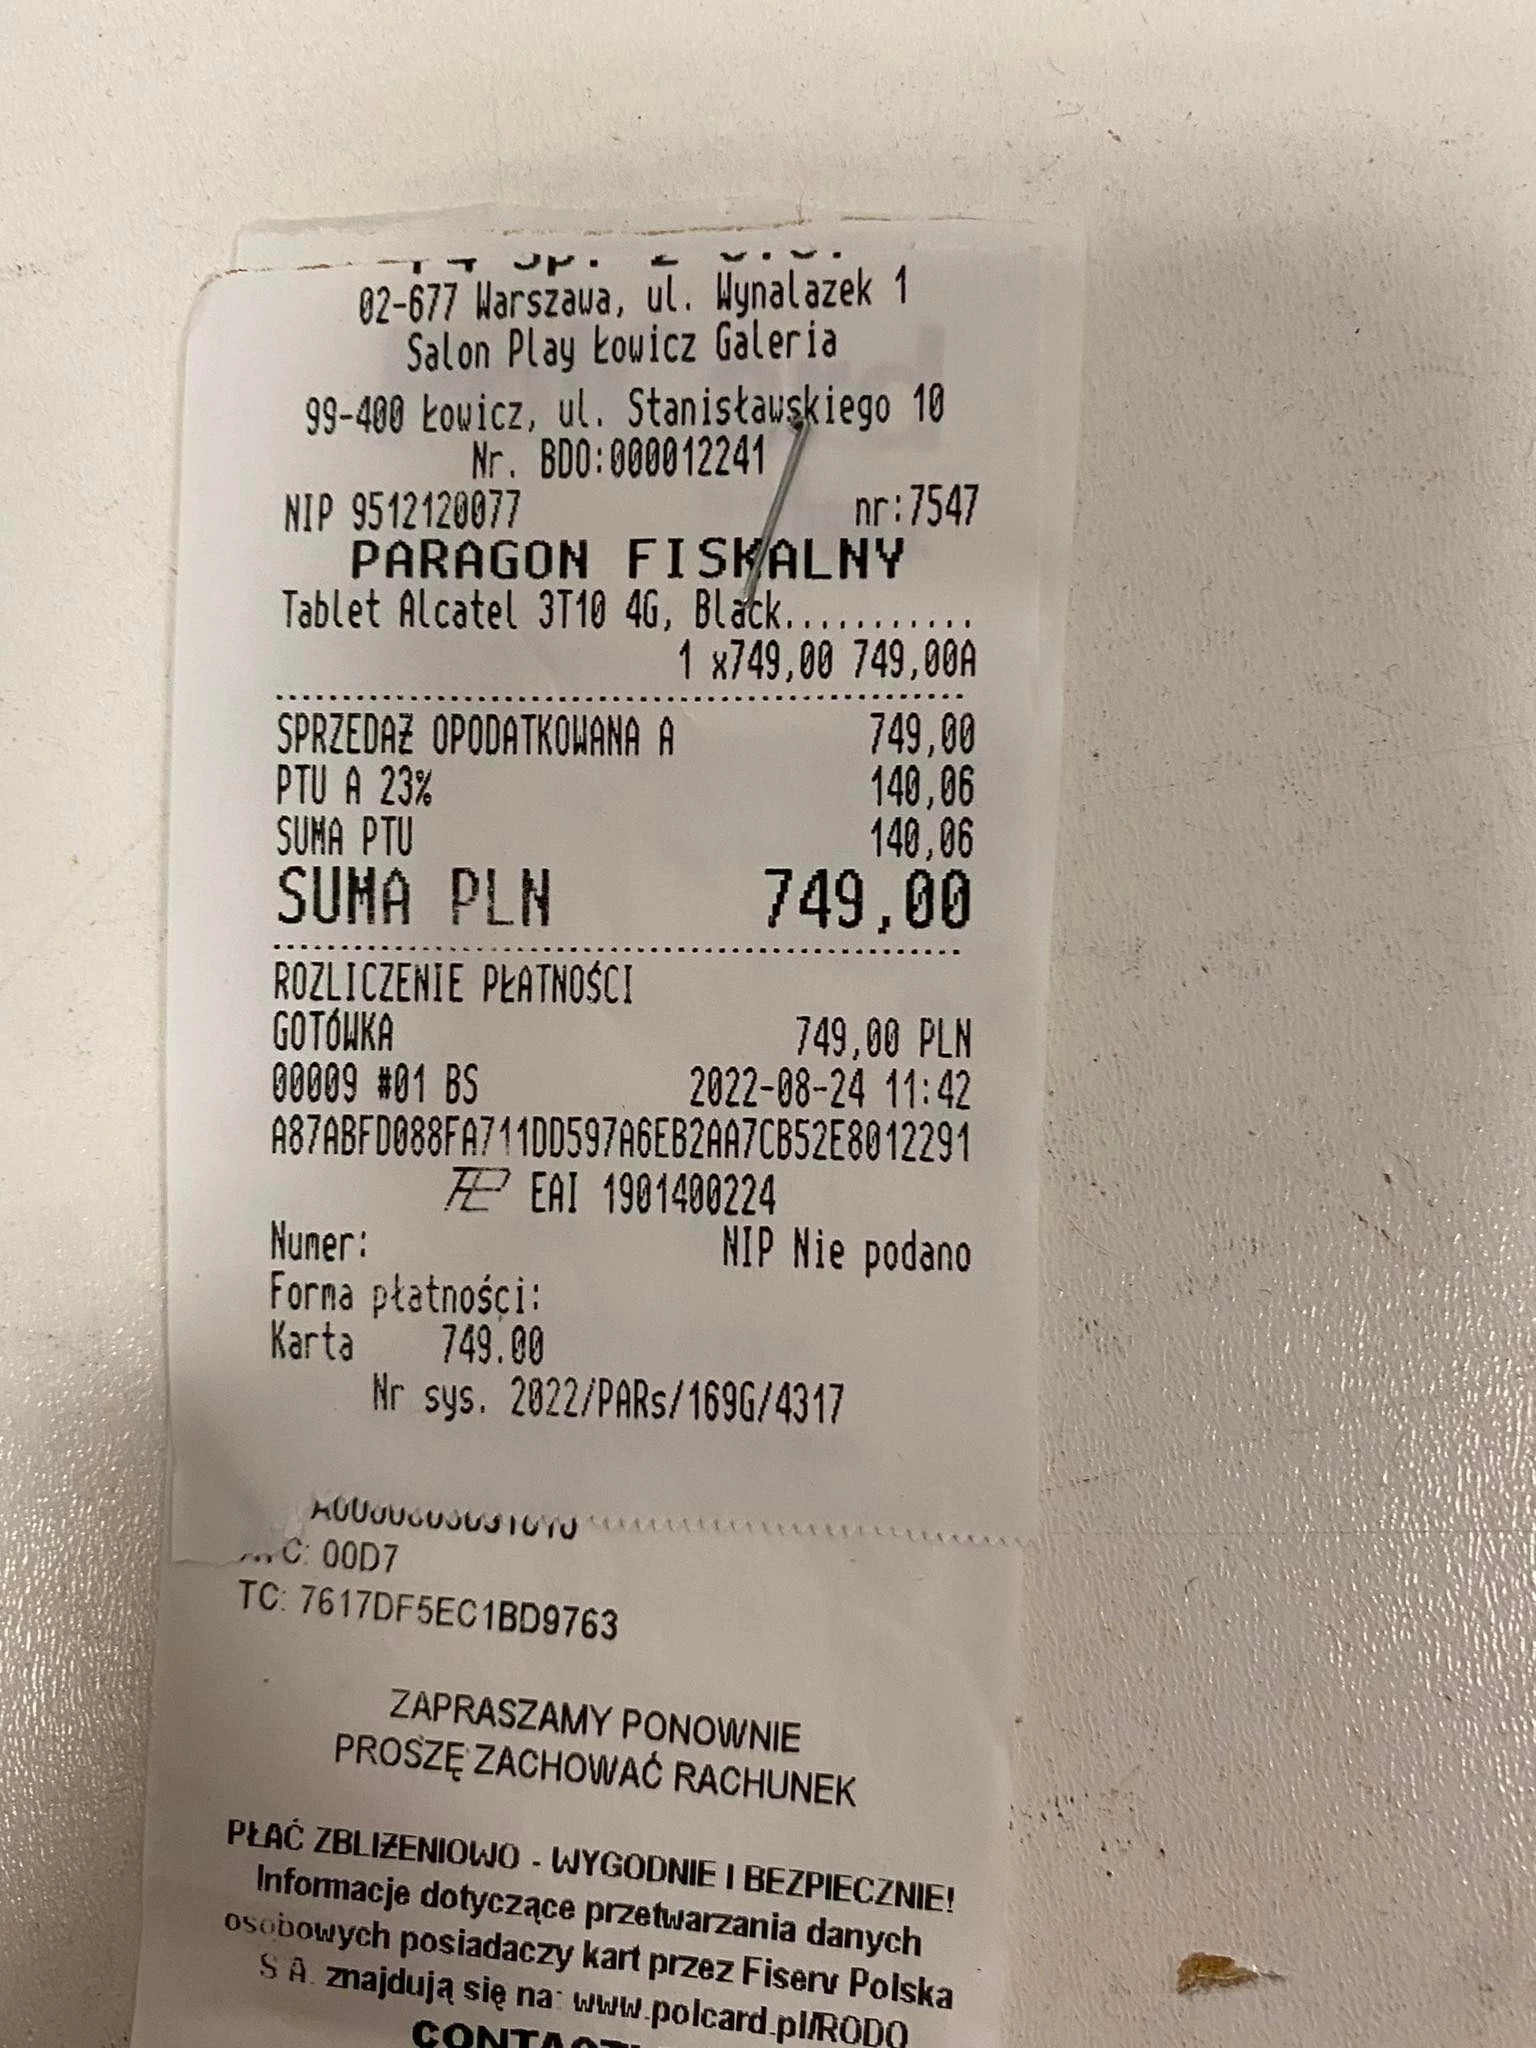 02-677 Warszawa, ul. Wynalazek 1
Salon Play Łowicz Galeria
99-400 Łowicz, ul. Stanisławskiego 10
Nr. BDO:000012241
NIP 9512120077 nr:7547
PARAGON FISKALNY
Tablet Alcatel 3T10 4G, Black...........
1 x749,00 749,00A
SPRZEDAŻ OPODATKOWANA A 749,00
PTU A 23% 140,06
SUMA PTU 140,06
SUMA PLN 749,00
ROZLICZENIE PŁATNOŚCI
GOTÓWKA 749,00 PLN
00009 #01 BS 2022-08-24 11:42
A87ABFD088FA711DD597A6EB2AA7CB52E8012291
EAI 1901400224
Numer: NIP Nie podano
Forma płatności:
Karta 749.00
Nr sys. 2022/PARs/169G/4317
00D7
TC: 7617DF5EC1BD9763
ZAPRASZAMY PONOWNIE
PROSZĘ ZACHOWAĆ RACHUNEK
PŁAĆ ZBLIŻENIOWO - WYGODNIE I BEZPIECZNIE!
Informacje dotyczące przetwarzania danych
osobowych posiadaczy kart przez Fiserv Polska
S.A. znajdują się na: www.polcard.pl/RODO